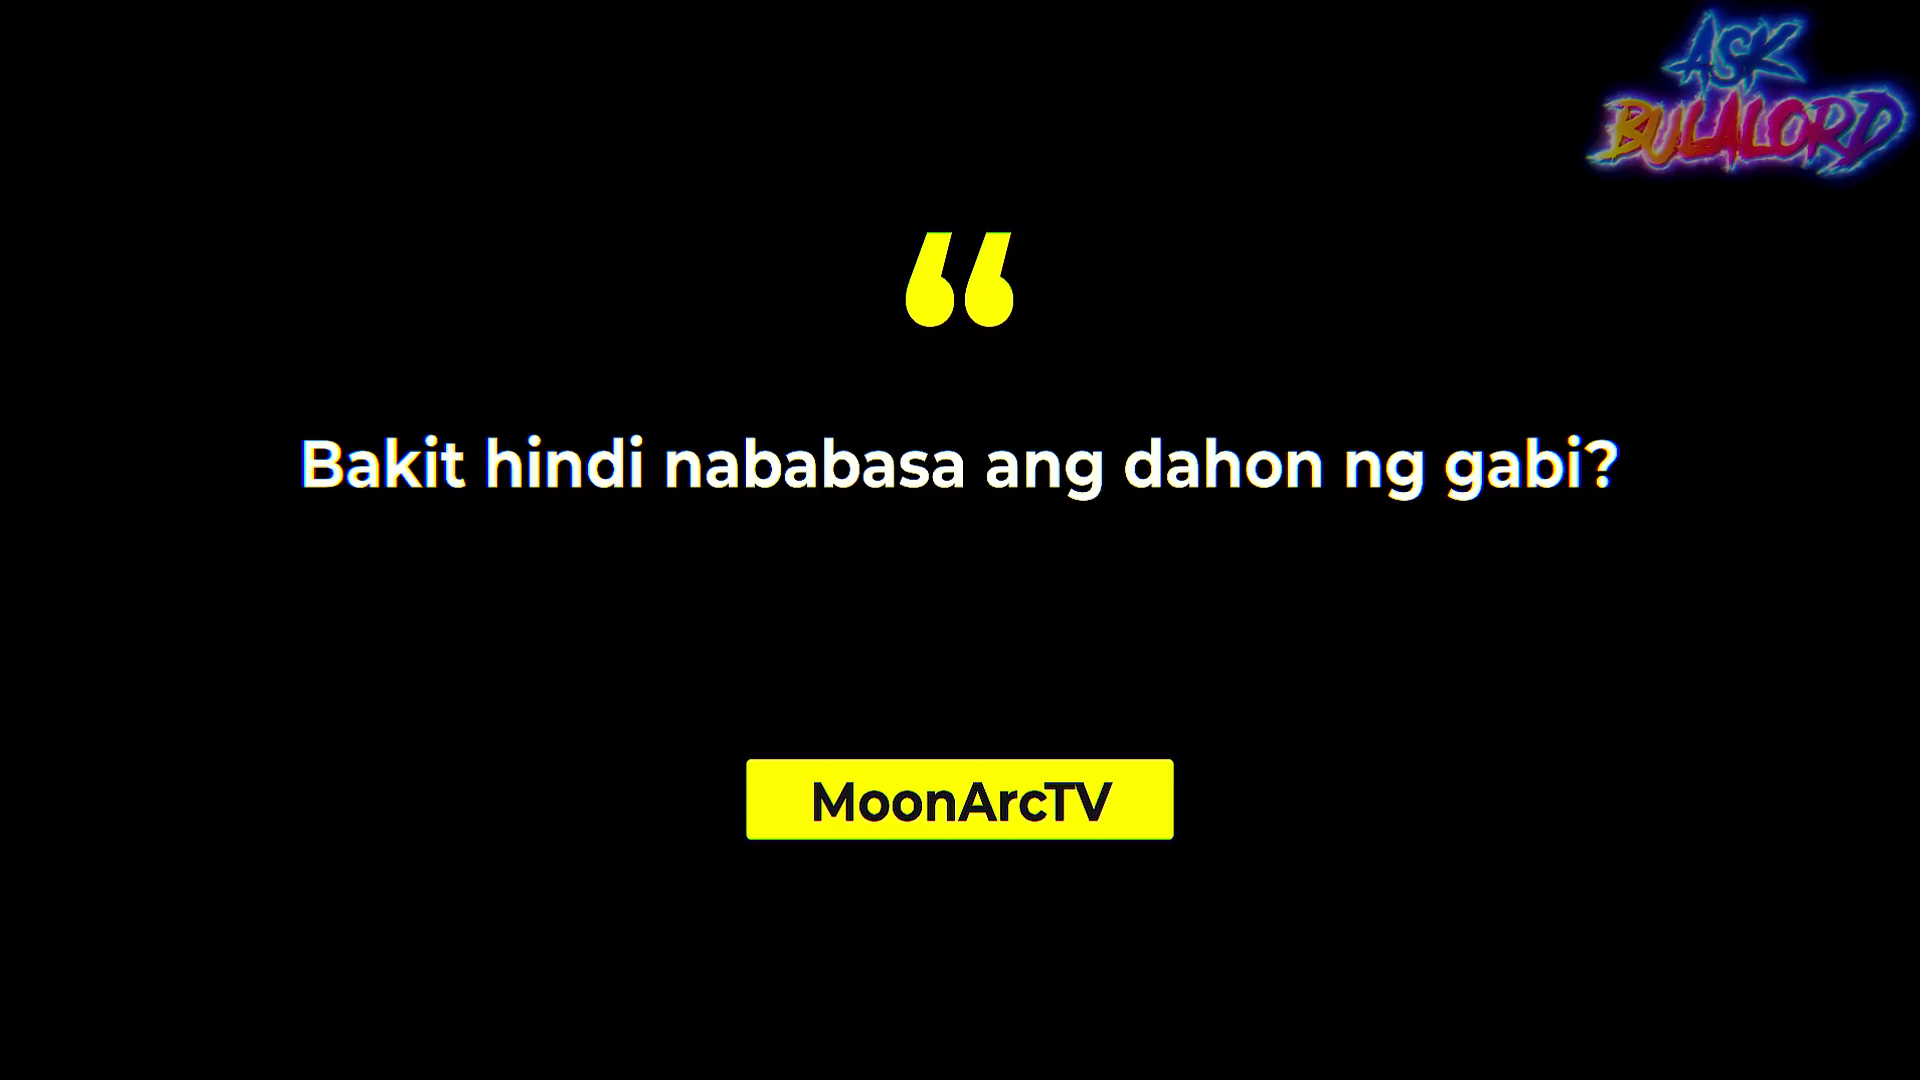 ASK
BULALORD
“
Bakit hindi nababasa ang dahon ng gabi?
MoonArcTV